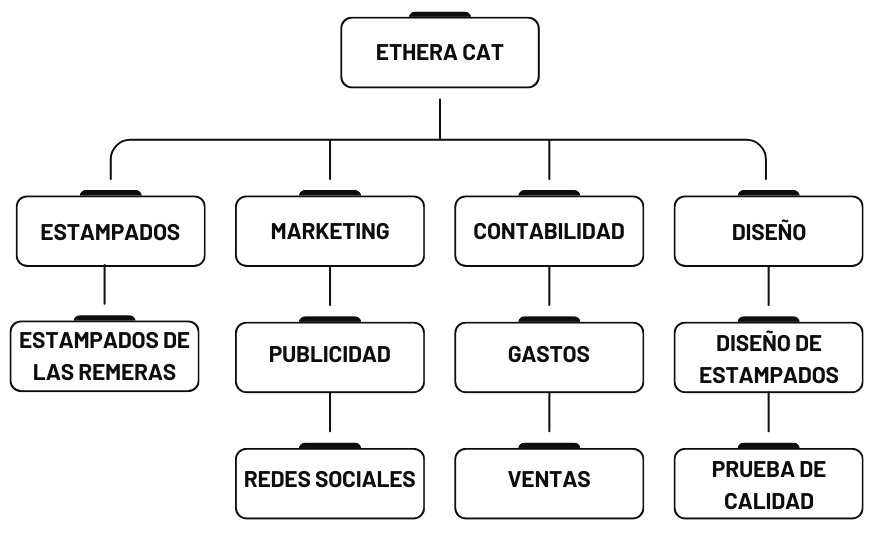 ETHERA CAT
ESTAMPADOS
MARKETING
CONTABILIDAD
DISEÑO
ESTAMPADOS DE
LAS REMERAS
PUBLICIDAD
GASTOS
DISEÑO DE
ESTAMPADOS
REDES SOCIALES
VENTAS
PRUEBA DE
CALIDAD